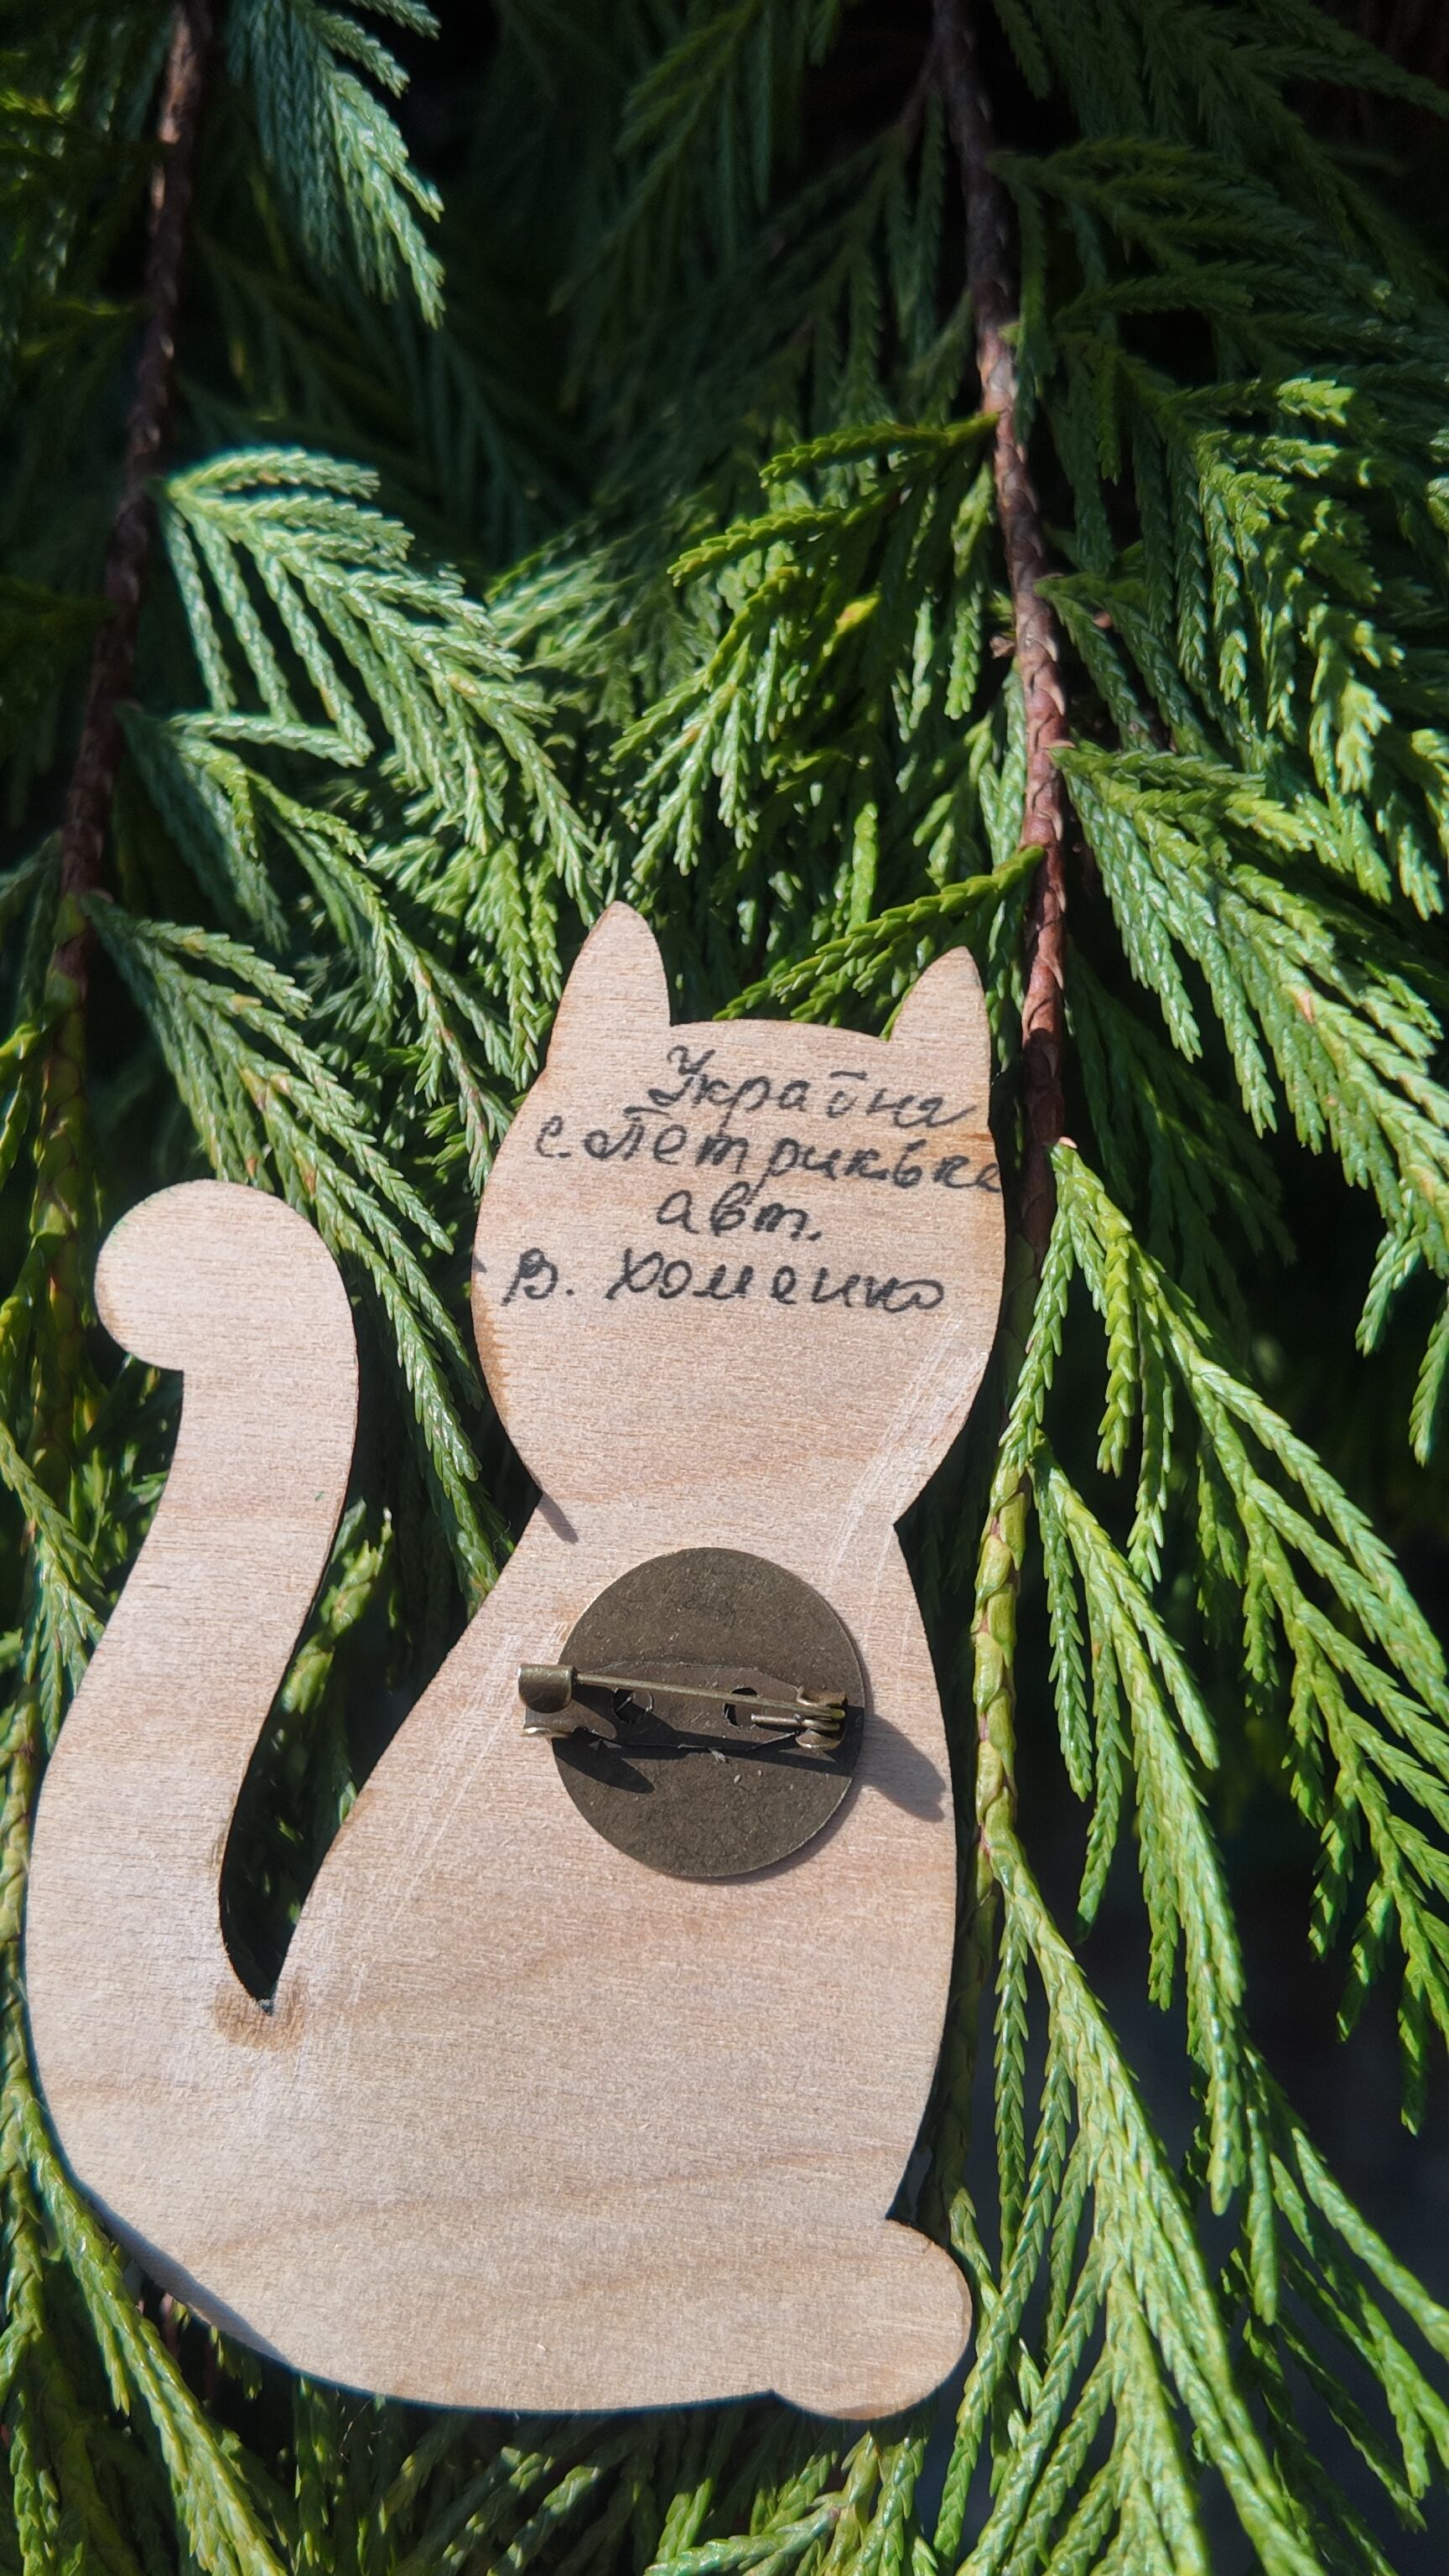 Україна
с. Петриківка
авт.
В. Хоменко